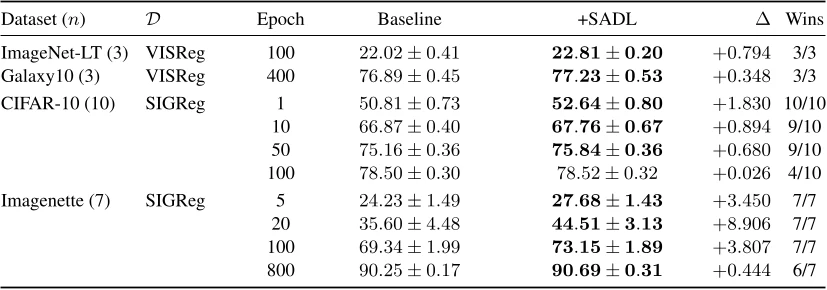 Dataset (n) 𝒟 Epoch Baseline +SADL Δ Wins
ImageNet-LT (3) VISReg 100 22.02 ± 0.41 22.81 ± 0.20 +0.794 3/3
Galaxy10 (3) VISReg 400 76.89 ± 0.45 77.23 ± 0.53 +0.348 3/3
CIFAR-10 (10) SIGReg 1 50.81 ± 0.73 52.64 ± 0.80 +1.830 10/10
10 66.87 ± 0.40 67.76 ± 0.67 +0.894 9/10
50 75.16 ± 0.36 75.84 ± 0.36 +0.680 9/10
100 78.50 ± 0.30 78.52 ± 0.32 +0.026 4/10
Imagenette (7) SIGReg 5 24.23 ± 1.49 27.68 ± 1.43 +3.450 7/7
20 35.60 ± 4.48 44.51 ± 3.13 +8.906 7/7
100 69.34 ± 1.99 73.15 ± 1.89 +3.807 7/7
800 90.25 ± 0.17 90.69 ± 0.31 +0.444 6/7